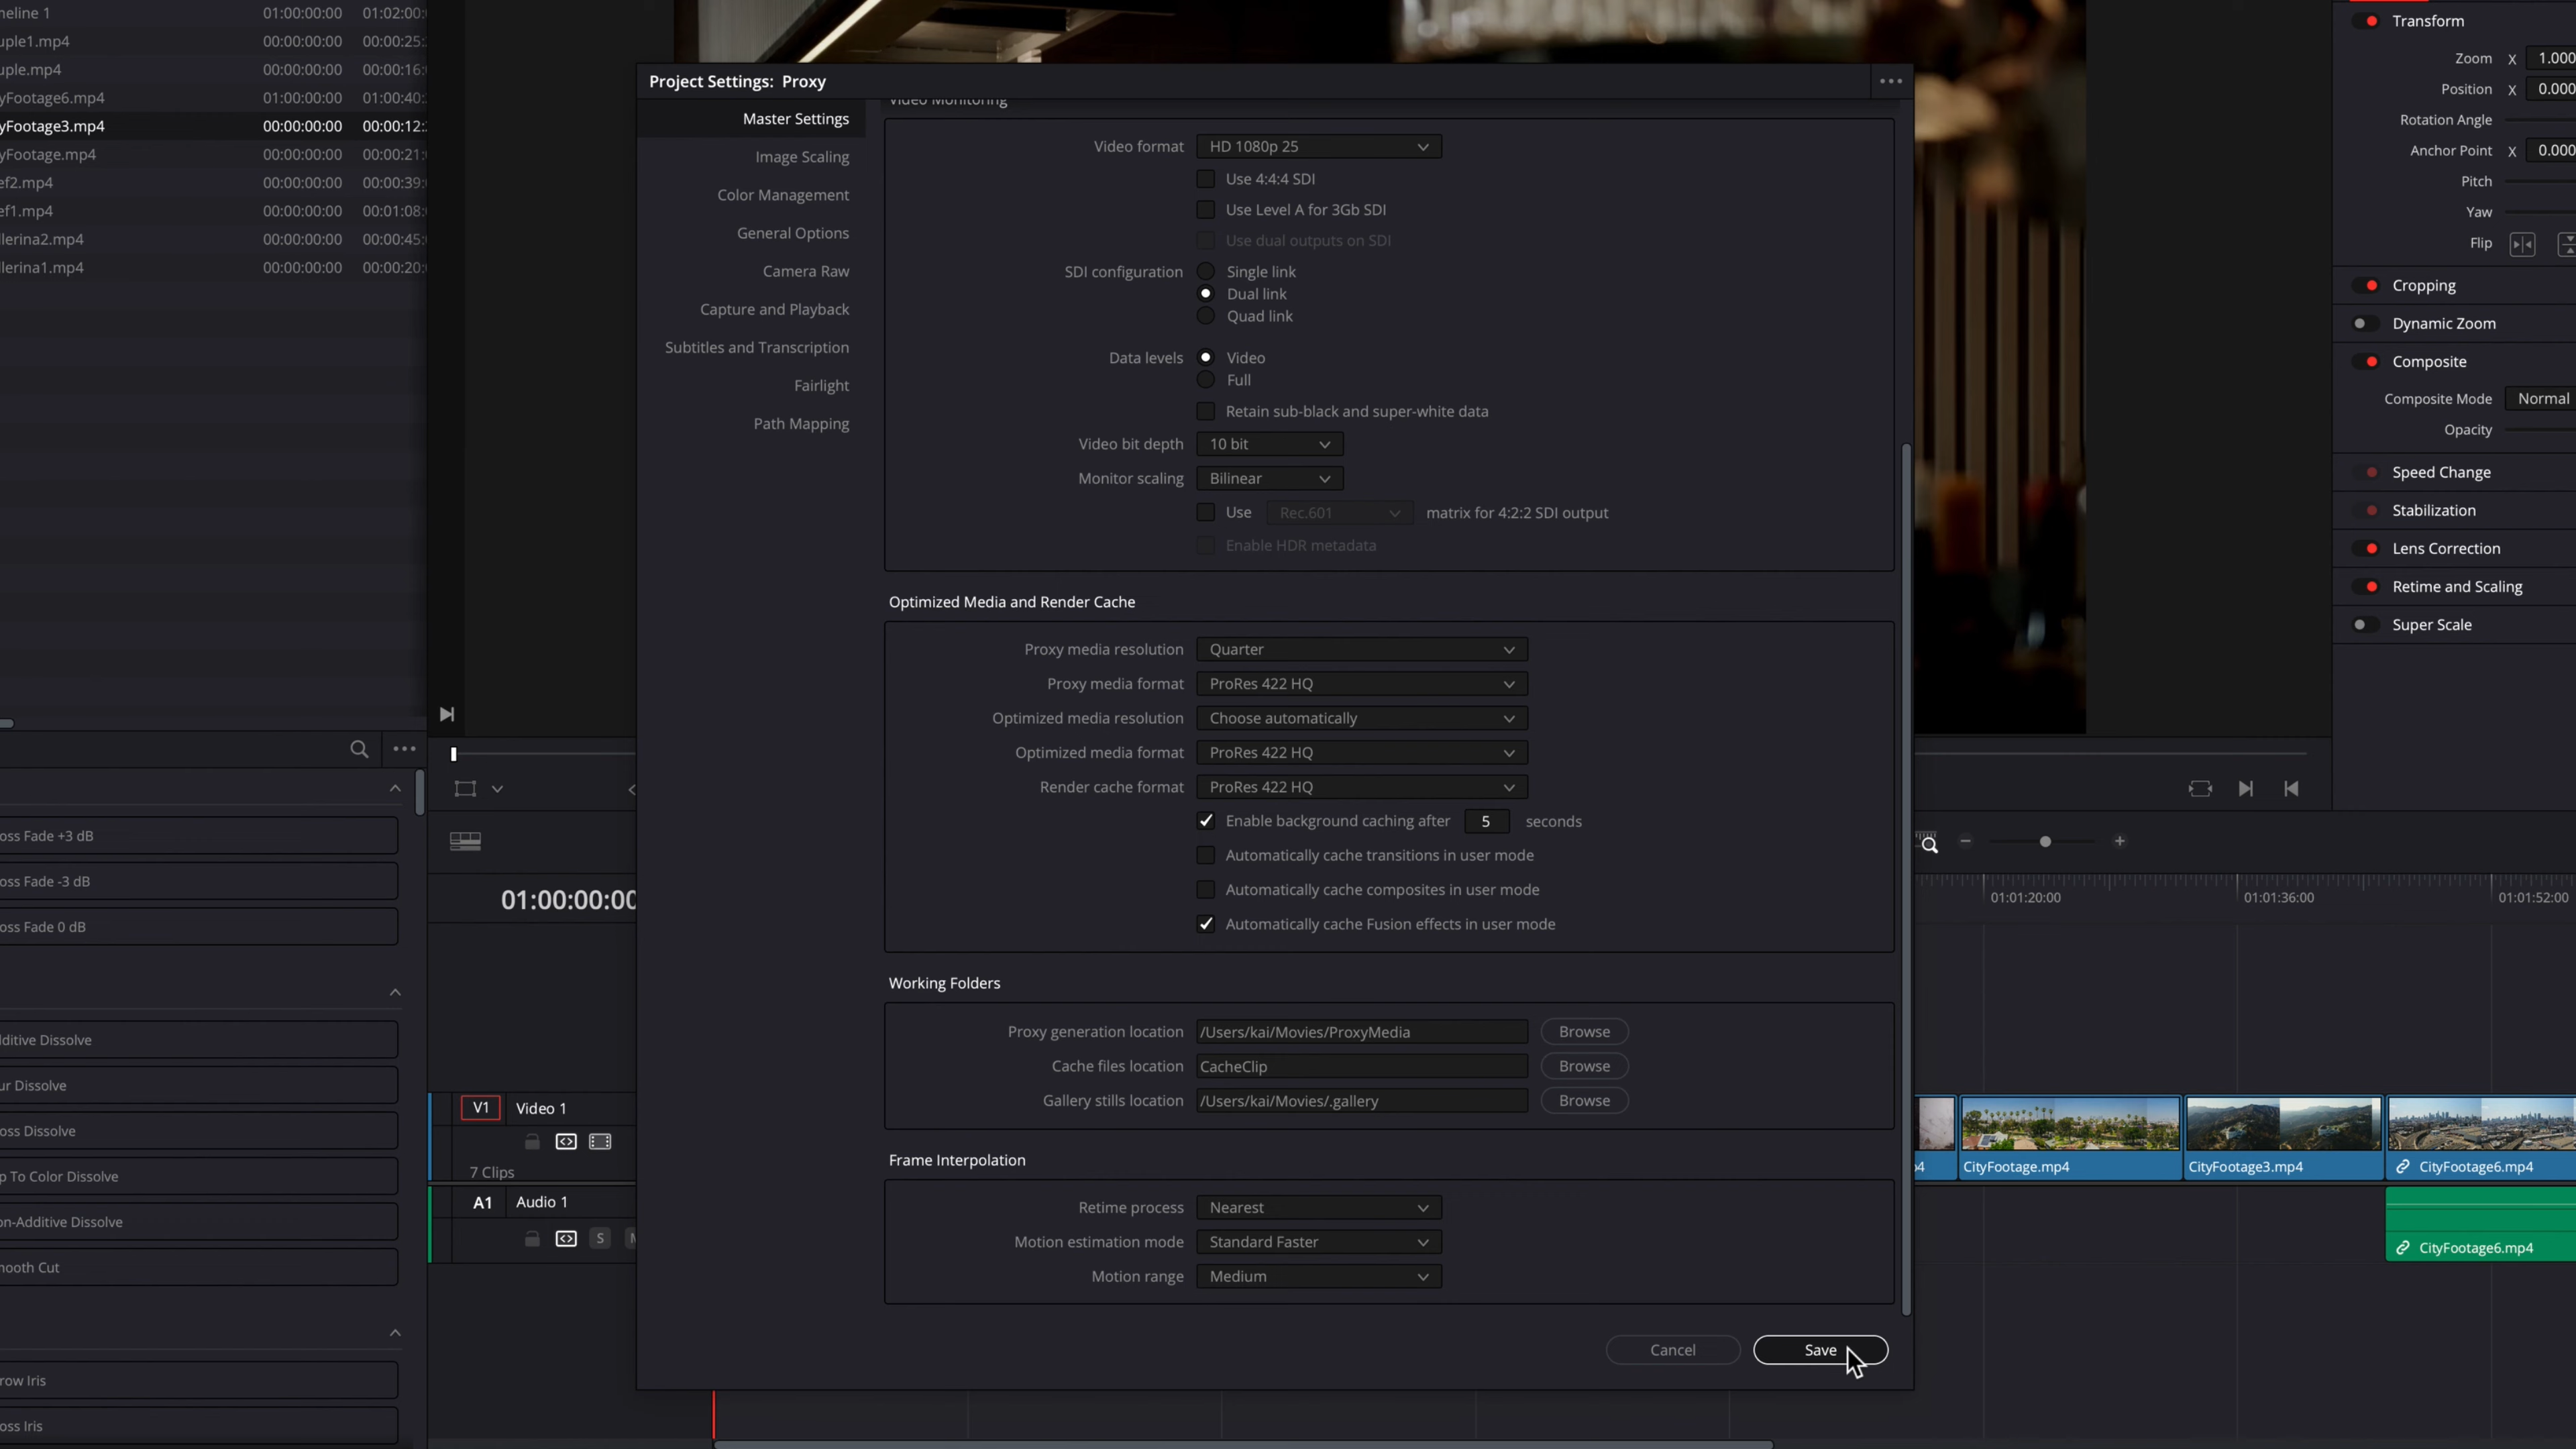 meline 1 01:00:00:00 01:02:00:
uple1.mp4 00:00:00:00 00:00:25:
uple.mp4 00:00:00:00 00:00:16:
yFootage6.mp4 01:00:00:00 01:00:40:
yFootage3.mp4 00:00:00:00 00:00:12:
yFootage.mp4 00:00:00:00 00:00:21:
ef2.mp4 00:00:00:00 00:00:39:
ef1.mp4 00:00:00:00 00:01:08:
llerina2.mp4 00:00:00:00 00:00:45:
llerina1.mp4 00:00:00:00 00:00:20:
oss Fade +3 dB
oss Fade -3 dB
oss Fade 0 dB
lditive Dissolve
ur Dissolve
oss Dissolve
p To Color Dissolve
on-Additive Dissolve
nooth Cut
row Iris
oss Iris
01:00:00:00
V1 Video 1
7 Clips
A1 Audio 1
S
Project Settings: Proxy
Master Settings
Image Scaling
Color Management
General Options
Camera Raw
Capture and Playback
Subtitles and Transcription
Fairlight
Path Mapping
Video Monitoring
Video format HD 1080p 25
Use 4:4:4 SDI
Use Level A for 3Gb SDI
Use dual outputs on SDI
SDI configuration Single link
Dual link
Quad link
Data levels Video
Full
Retain sub-black and super-white data
Video bit depth 10 bit
Monitor scaling Bilinear
Use Rec.601 matrix for 4:2:2 SDI output
Enable HDR metadata
Optimized Media and Render Cache
Proxy media resolution Quarter
Proxy media format ProRes 422 HQ
Optimized media resolution Choose automatically
Optimized media format ProRes 422 HQ
Render cache format ProRes 422 HQ
Enable background caching after 5 seconds
Automatically cache transitions in user mode
Automatically cache composites in user mode
Automatically cache Fusion effects in user mode
Working Folders
Proxy generation location /Users/kai/Movies/ProxyMedia Browse
Cache files location CacheClip Browse
Gallery stills location /Users/kai/Movies/.gallery Browse
Frame Interpolation
Retime process Nearest
Motion estimation mode Standard Faster
Motion range Medium
Cancel Save
Transform
Zoom X 1.000
Position X 0.000
Rotation Angle
Anchor Point X 0.000
Pitch
Yaw
Flip
Cropping
Dynamic Zoom
Composite
Composite Mode Normal
Opacity
Speed Change
Stabilization
Lens Correction
Retime and Scaling
Super Scale
01:01:20:00 01:01:36:00 01:01:52:00
CityFootage.mp4 CityFootage3.mp4 CityFootage6.mp4
CityFootage6.mp4